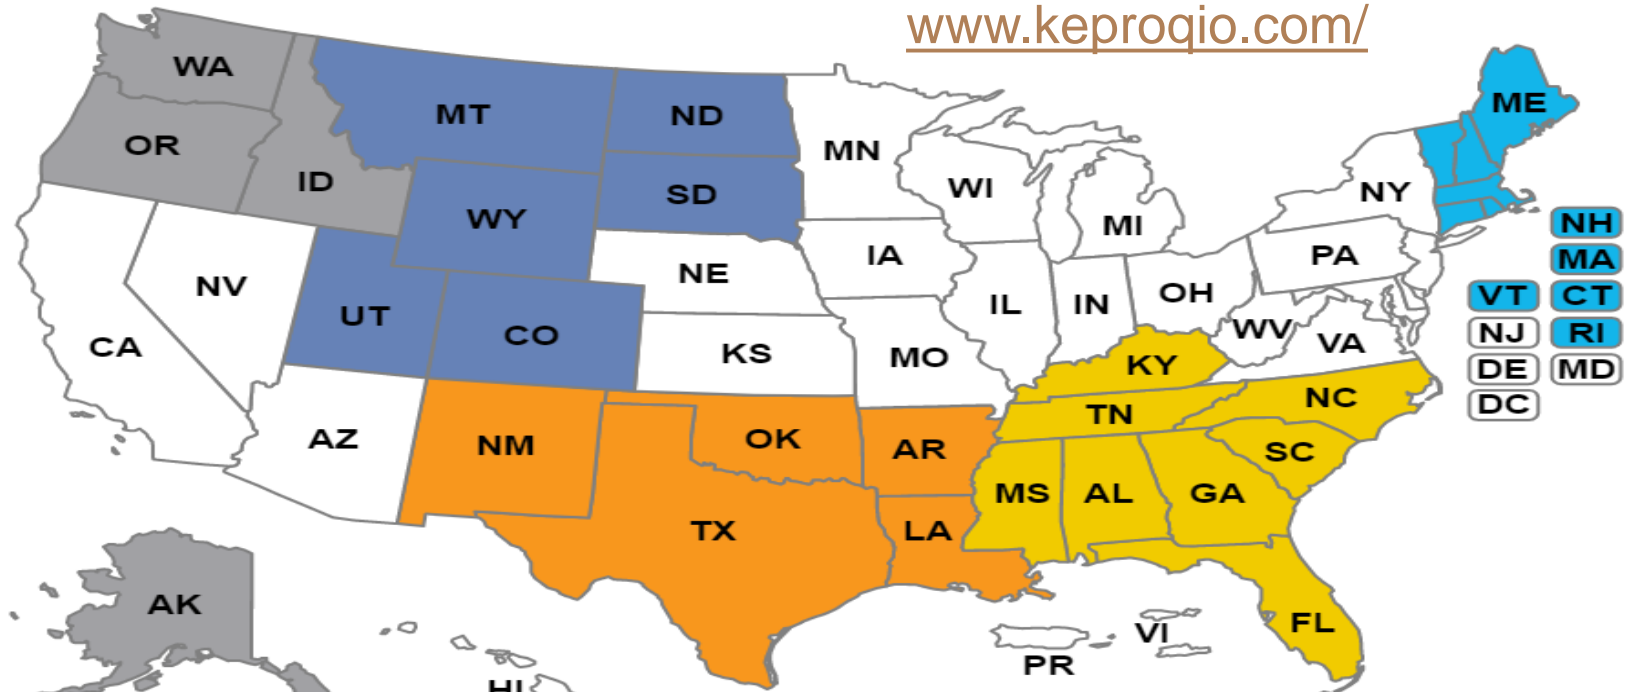 www.keproqio.com/
WA
MT
ND
ME
OR
MN
ID
SD
WI
NY
WY
MI
NH
IA
PA
MA
NV
NE
UT
CO
IL
IN
OH
VT
CT
WV
NJ
RI
CA
KS
MO
VA
KY
DE
MD
NC
TN
DC
AZ
NM
OK
AR
SC
MS
AL
GA
TX
LA
AK
FL
VI
PR
HI